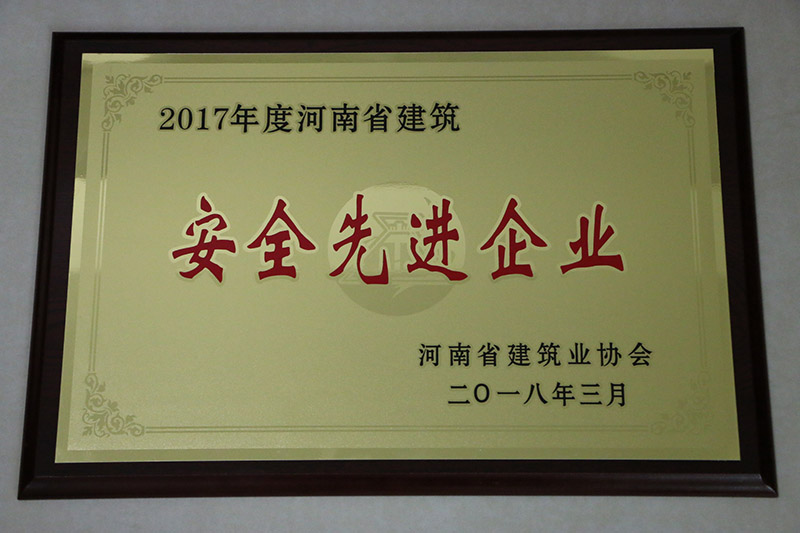 2017年度河南省建筑
安全先进企业
河南省建筑业协会
二〇一八年三月